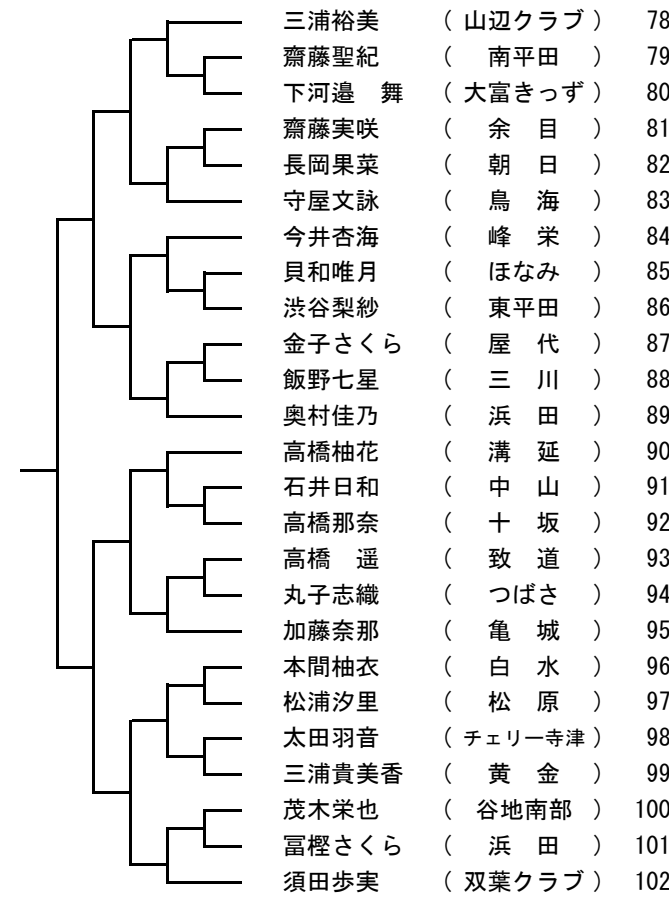 三浦裕美 ( 山辺クラブ ) 78
齋藤聖紀 ( 南平田 ) 79
下河邉　舞 ( 大富きっず ) 80
齋藤実咲 ( 余　目 ) 81
長岡果菜 ( 朝　日 ) 82
守屋文詠 ( 鳥　海 ) 83
今井杏海 ( 峰　栄 ) 84
貝和唯月 ( ほなみ ) 85
渋谷梨紗 ( 東平田 ) 86
金子さくら ( 屋　代 ) 87
飯野七星 ( 三　川 ) 88
奥村佳乃 ( 浜　田 ) 89
高橋柚花 ( 溝　延 ) 90
石井日和 ( 中　山 ) 91
高橋那奈 ( 十　坂 ) 92
高橋　遥 ( 致　道 ) 93
丸子志織 ( つばさ ) 94
加藤奈那 ( 亀　城 ) 95
本間柚衣 ( 白　水 ) 96
松浦汐里 ( 松　原 ) 97
太田羽音 ( チェリー寺津 ) 98
三浦貴美香 ( 黄　金 ) 99
茂木栄也 ( 谷地南部 ) 100
冨樫さくら ( 浜　田 ) 101
須田歩実 ( 双葉クラブ ) 102